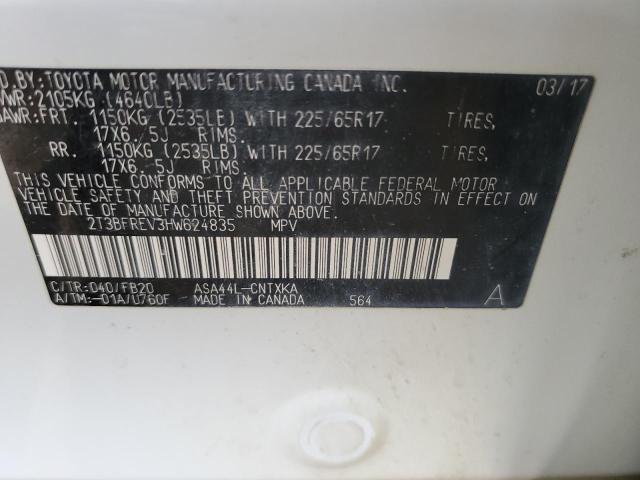 D. BY: TOYOTA MOTOR MANUFACTURING CANADA INC. 03/17
VWR: 2105KG (4640LB)
AWR: FRT. 1150KG (2535LB) WITH 225/65R17 TIRES,
17X6.5J RIMS.
RR. 1150KG (2535LB) WITH 225/65R17 TIRES,
17X6.5J RIMS.
THIS VEHICLE CONFORMS TO ALL APPLICABLE FEDERAL MOTOR
VEHICLE SAFETY AND THEFT PREVENTION STANDARDS IN EFFECT ON
THE DATE OF MANUFACTURE SHOWN ABOVE.
2T3BFREV3HW624835 MPV
C/TR: 040/FB20 ASA44L-CNTXKA
A/TM: -01A/U760F MADE IN CANADA 564 A